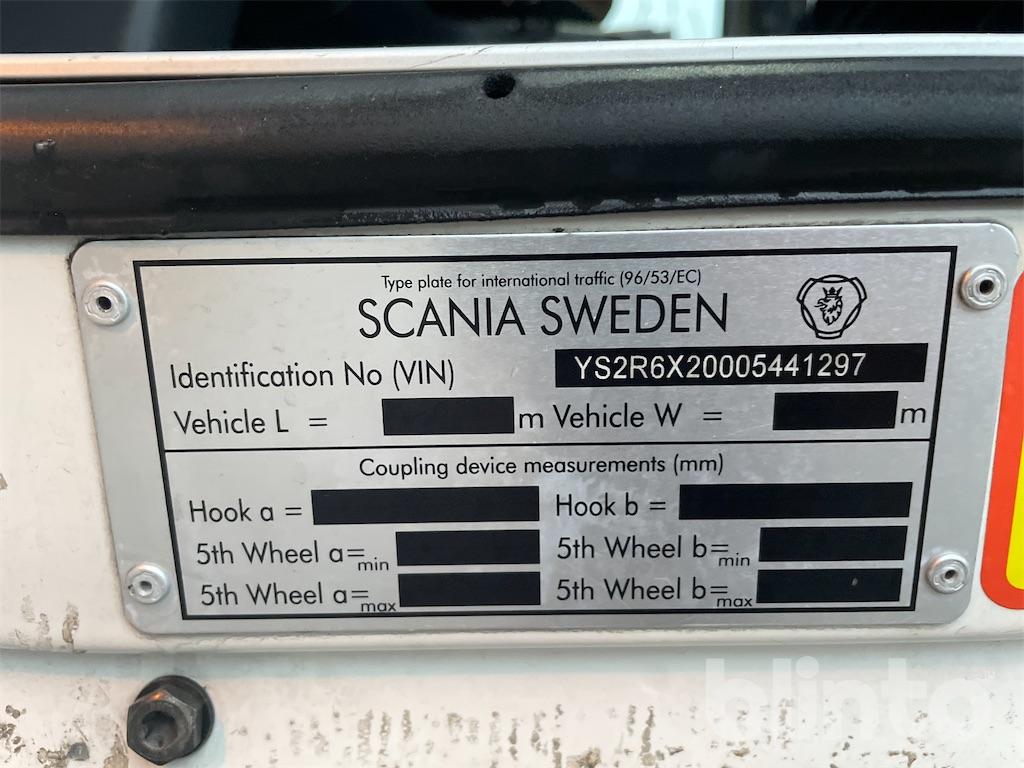 Type plate for international traffic (96/53/EC)
SCANIA SWEDEN
Identification No (VIN) YS2R6X20005441297
Vehicle L = m Vehicle W = m
Coupling device measurements (mm)
Hook a = Hook b =
5th Wheel a=min 5th Wheel b=min
5th Wheel a=max 5th Wheel b=max
blinto